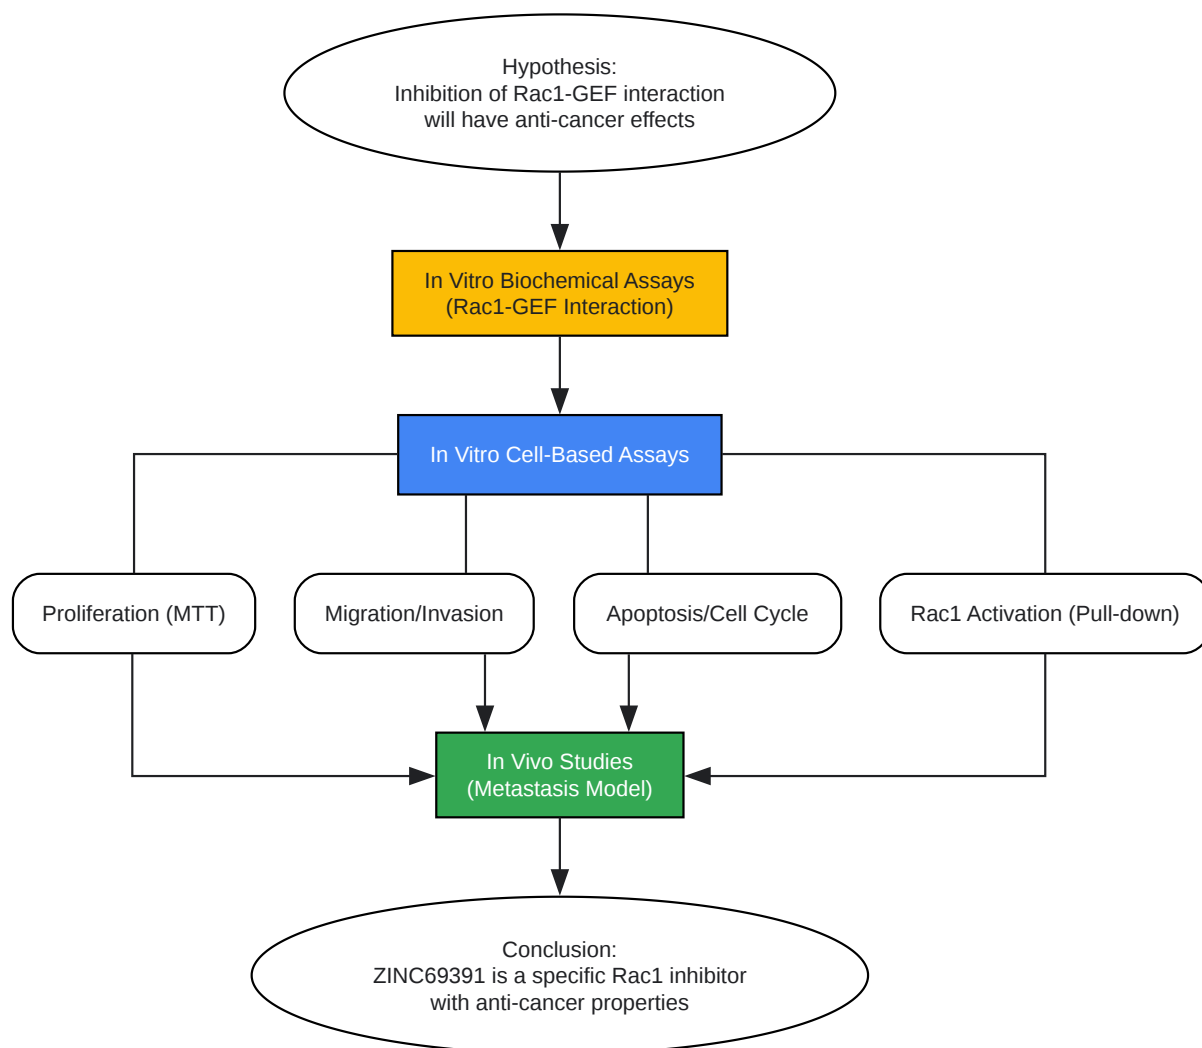 Hypothesis:
Inhibition of Rac1-GEF interaction
will have anti-cancer effects
In Vitro Biochemical Assays
(Rac1-GEF Interaction)
In Vitro Cell-Based Assays
Proliferation (MTT)
Migration/Invasion
Apoptosis/Cell Cycle
Rac1 Activation (Pull-down)
In Vivo Studies
(Metastasis Model)
Conclusion:
ZINC69391 is a specific Rac1 inhibitor
with anti-cancer properties